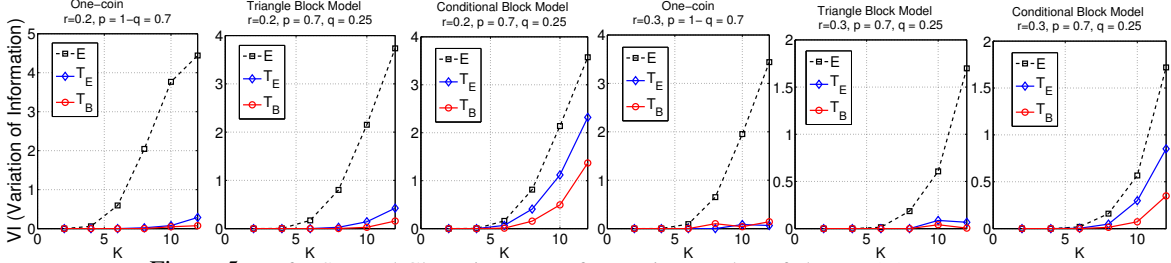 One-coin
r=0.2, p = 1−q = 0.7
VI (Variation of Information)
5
4
3
2
1
0
0
5
10
K
E
T_E
T_B
Triangle Block Model
r=0.2, p = 0.7, q = 0.25
4
3
2
1
0
0
5
10
K
E
T_E
T_B
Conditional Block Model
r=0.2, p = 0.7, q = 0.25
4
3
2
1
0
0
5
10
K
E
T_E
T_B
One-coin
r=0.3, p = 1−q = 0.7
4
3
2
1
0
0
5
10
K
E
T_E
T_B
Triangle Block Model
r=0.3, p = 0.7, q = 0.25
2
1.5
1
0.5
0
0
5
10
K
E
T_E
T_B
Conditional Block Model
r=0.3, p = 0.7, q = 0.25
2
1.5
1
0.5
0
0
5
10
K
E
T_E
T_B